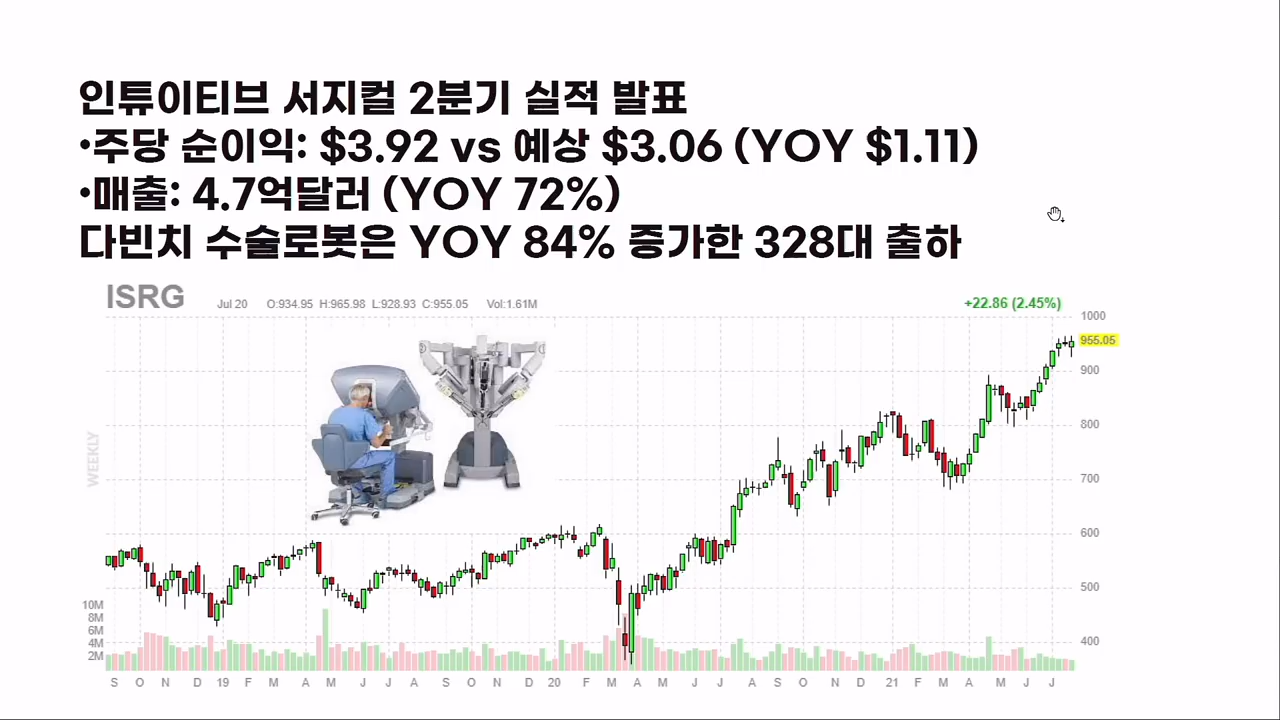 인튜이티브 서지컬 2분기 실적 발표
•주당 순이익: $3.92 vs 예상 $3.06 (YOY $1.11)
•매출: 4.7억달러 (YOY 72%)
다빈치 수술로봇은 YOY 84% 증가한 328대 출하
ISRG Jul 20 O:934.95 H:965.98 L:928.93 C:955.05 Vol:1.61M +22.86 (2.45%)
1000
955.05
900
800
WEEKLY
700
600
500
10M
8M
6M
4M 400
2M
S O N D 19 F M A M J J A S O N D 20 F M A M J J A S O N D 21 F M A M J J